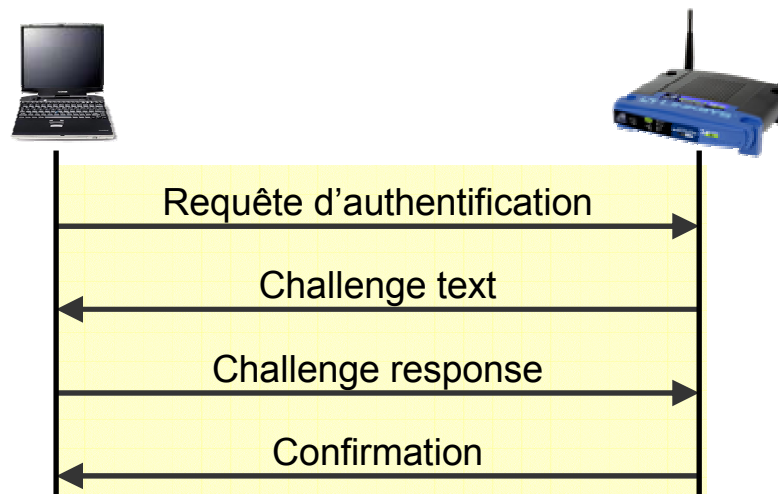 Requête d'authentification
Challenge text
Challenge response
Confirmation